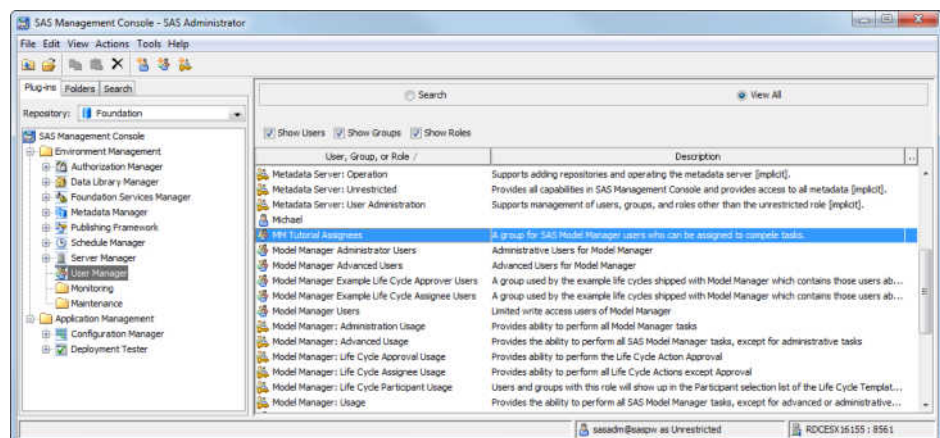 SAS Management Console - SAS Administrator
File Edit View Actions Tools Help
Plug-ins Folders Search
Repository: Foundation
SAS Management Console
Environment Management
Authorization Manager
Data Library Manager
Foundation Services Manager
Metadata Manager
Publishing Framework
Schedule Manager
Server Manager
User Manager
Monitoring
Maintenance
Application Management
Configuration Manager
Deployment Tester
Search View All
Show Users Show Groups Show Roles
User, Group, or Role / Description ..
Metadata Server: Operation Supports adding repositories and operating the metadata server [implicit].
Metadata Server: Unrestricted Provides all capabilities in SAS Management Console and provides access to all metadata [implicit].
Metadata Server: User Administration Supports management of users, groups, and roles other than the unrestricted role [implicit].
Michael
MM Tutorial Assignees A group for SAS Model Manager users who can be assigned to compele tasks.
Model Manager Administrator Users Administrative Users for Model Manager
Model Manager Advanced Users Advanced Users for Model Manager
Model Manager Example Life Cycle Approver Users A group used by the example life cycles shipped with Model Manager which contains those users ab...
Model Manager Example Life Cycle Assignee Users A group used by the example life cycles shipped with Model Manager which contains those users ab...
Model Manager Users Limited write access users of Model Manager
Model Manager: Administration Usage Provides ability to perform all Model Manager tasks
Model Manager: Advanced Usage Provides the ability to perform all SAS Model Manager tasks, except for administrative tasks
Model Manager: Life Cycle Approval Usage Provides ability to perform the Life Cycle Action Approval
Model Manager: Life Cycle Assignee Usage Provides ability to perform all Life Cycle Actions except Approval
Model Manager: Life Cycle Participant Usage Users and groups with this role will show up in the Participant selection list of the Life Cycle Templat...
Model Manager: Usage Provides the ability to perform all SAS Model Manager tasks, except for advanced or administrative...
sasadm@saspw as Unrestricted RDCESX16155 : 8561